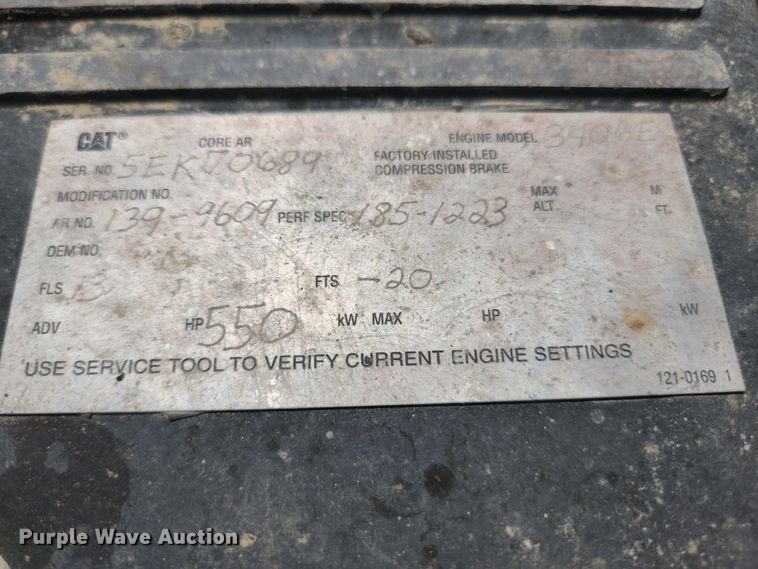 CAT® CORE AR ENGINE MODEL 3406E
SER. NO. 5EK70689 FACTORY INSTALLED
COMPRESSION BRAKE
MODIFICATION NO. MAX M
AR NO. 139-9609 PERF SPEC 185-1223 ALT. FT.
OEM NO.
FLS 13 FTS -20
ADV HP 550 kW MAX HP kW
USE SERVICE TOOL TO VERIFY CURRENT ENGINE SETTINGS
121-0169 1
Purple Wave Auction